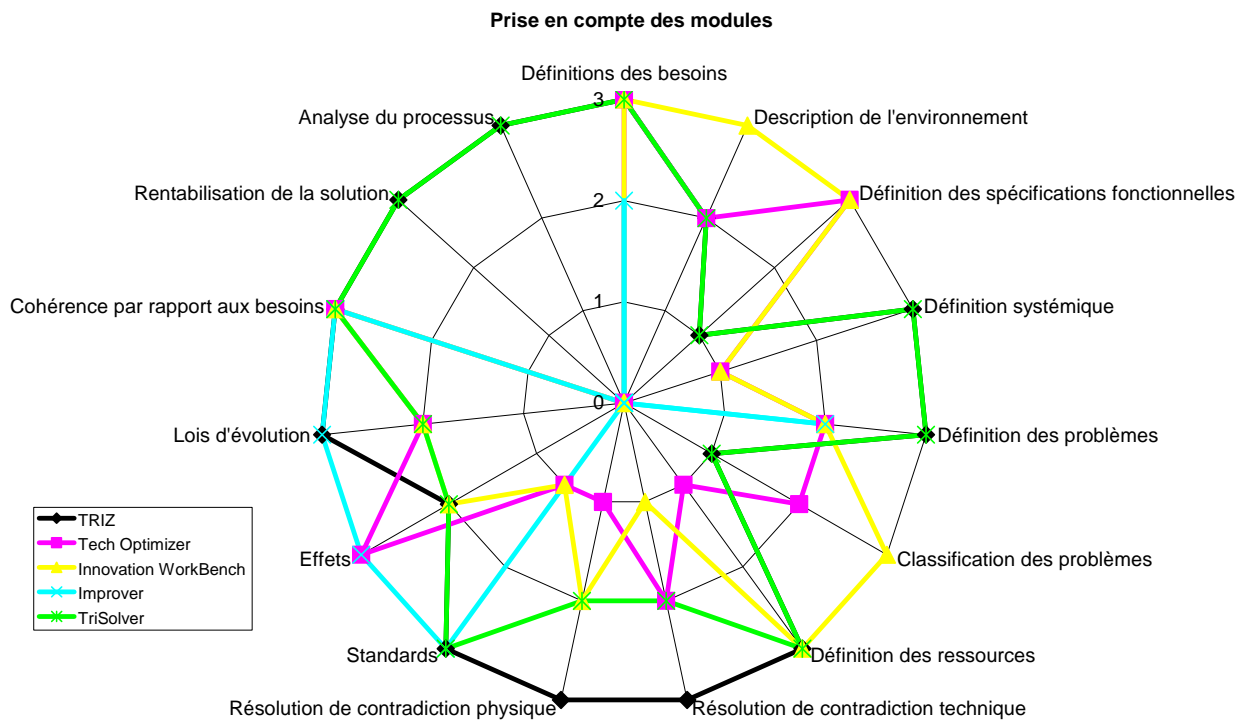 Prise en compte des modules
Définitions des besoins
3
Analyse du processus
Description de l'environnement
Rentabilisation de la solution
2
Définition des spécifications fonctionnelles
Cohérence par rapport aux besoins
1
Définition systémique
0
Lois d'évolution
Définition des problèmes
TRIZ
Tech Optimizer
Innovation WorkBench
Improver
TriSolver
Effets
Classification des problèmes
Standards
Définition des ressources
Résolution de contradiction physique
Résolution de contradiction technique